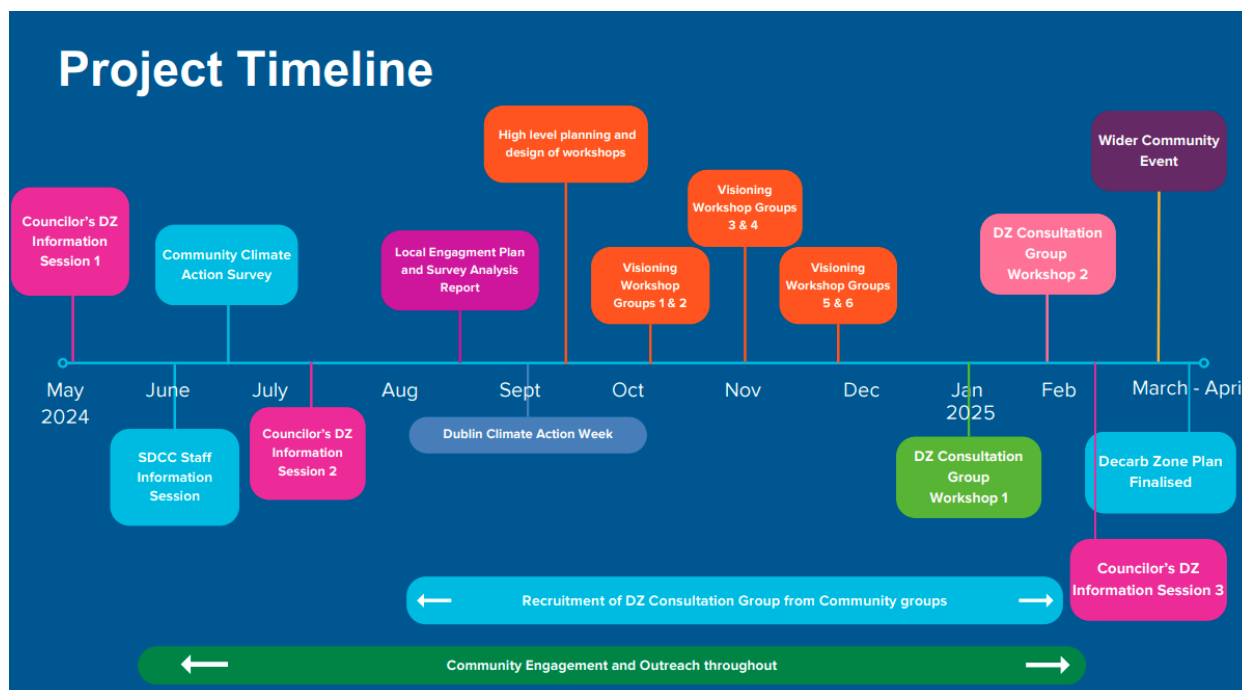 Project Timeline
High level planning and
design of workshops
Wider Community
Event
Visioning
Workshop Groups
3 & 4
Councilor's DZ
Information
Session 1
Community Climate
Action Survey
Local Engagment Plan
and Survey Analysis
Report
DZ Consultation
Group
Workshop 2
Visioning
Workshop
Groups 1 & 2
Visioning
Workshop Groups
5 & 6
May
2024
June
July
Aug
Sept
Oct
Nov
Dec
Jan
2025
Feb
March - April
Councilor's DZ
Information
Session 2
Dublin Climate Action Week
SDCC Staff
Information
Session
DZ Consultation
Group
Workshop 1
Decarb Zone Plan
Finalised
Councilor's DZ
Information Session 3
Recruitment of DZ Consultation Group from Community groups
Community Engagement and Outreach throughout